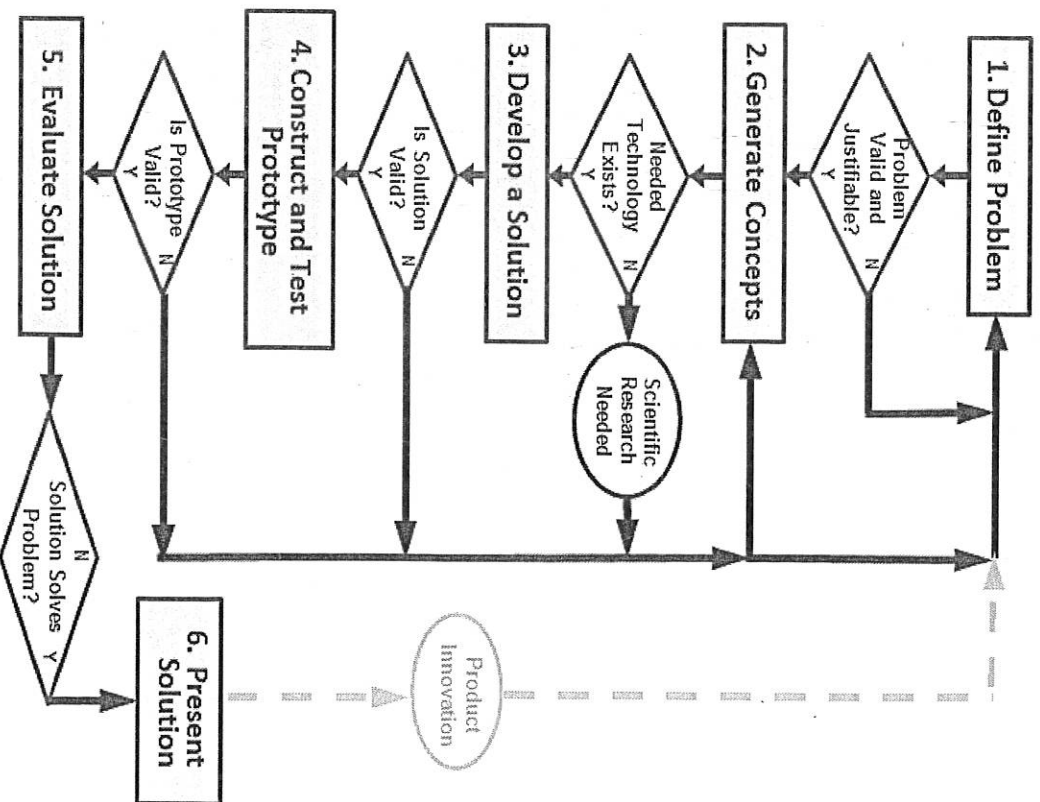 1. Define Problem
Problem
Valid and
Justifiable?
Y
N
2. Generate Concepts
Needed
Technology
Exists?
Y
N
Scientific
Research
Needed
3. Develop a Solution
Is Solution
Valid?
Y
N
4. Construct and Test
Prototype
Is Prototype
Valid?
Y
N
5. Evaluate Solution
N
Solution Solves
Problem?
Y
6. Present
Solution
Product
Innovation